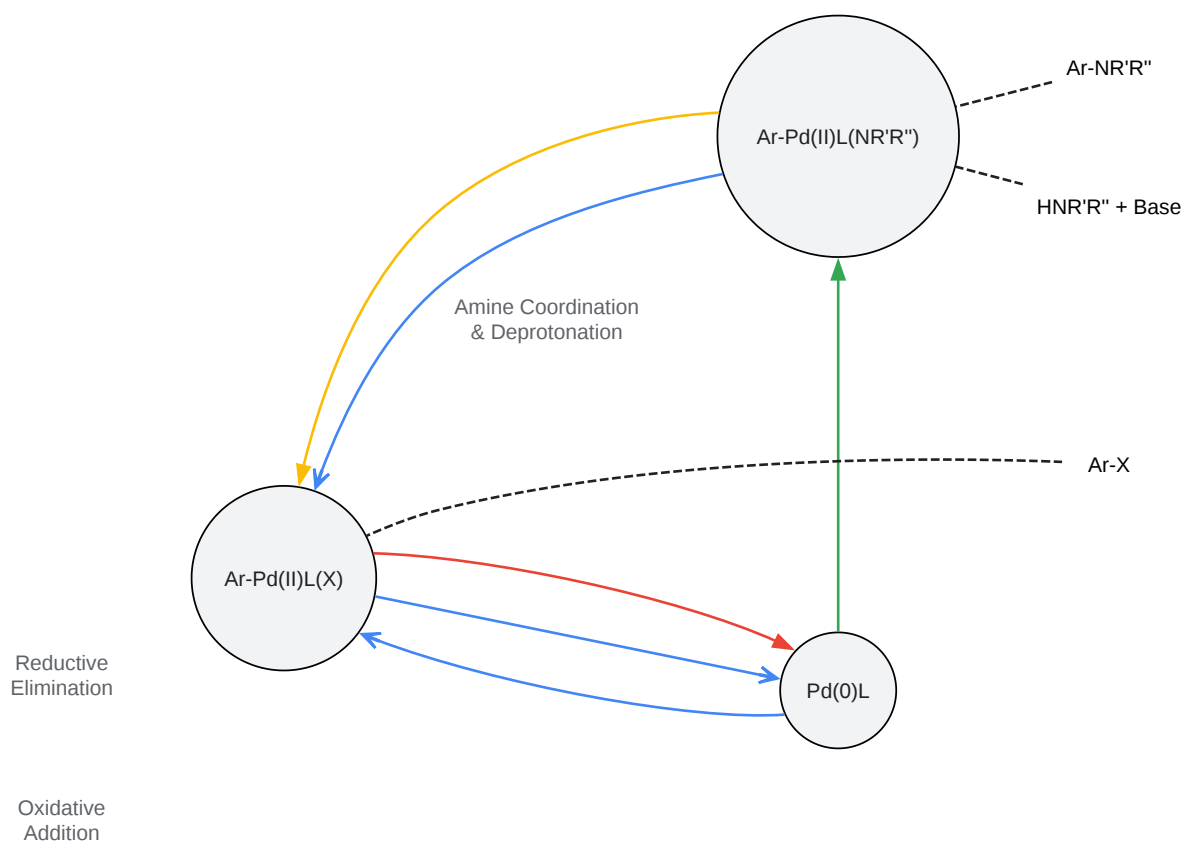 Ar-NR'R"
Ar-Pd(II)L(NR'R")
HNR'R" + Base
Amine Coordination
& Deprotonation
Ar-X
Ar-Pd(II)L(X)
Reductive
Elimination
Pd(0)L
Oxidative
Addition